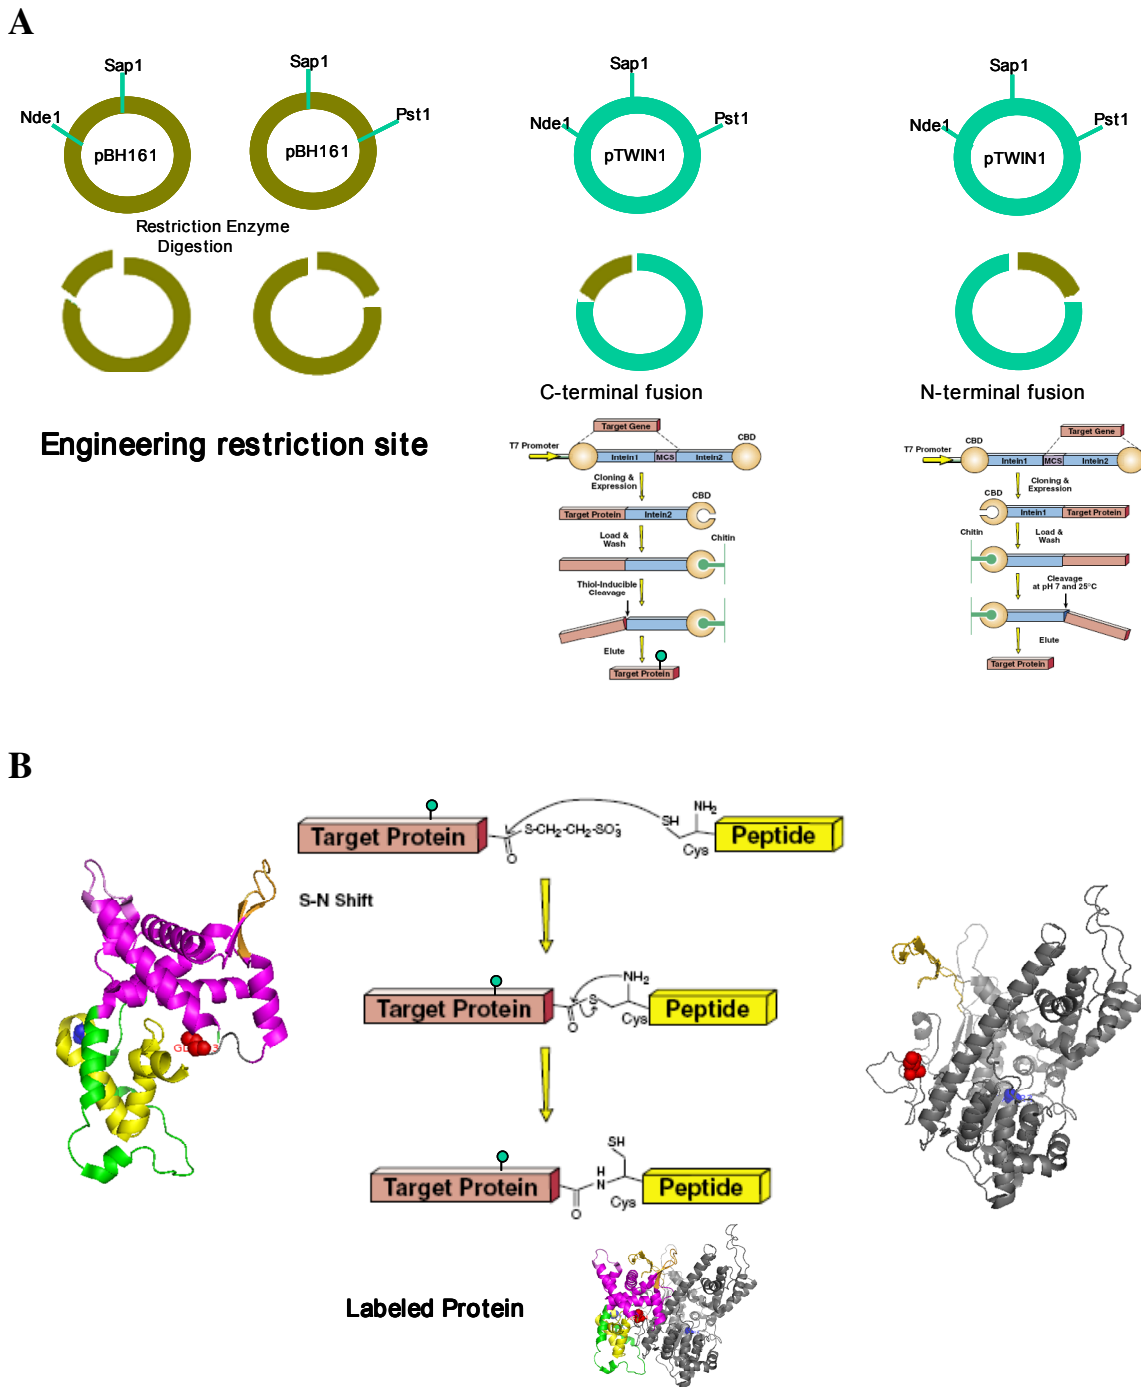 A
Sap1
Nde1
pBH161
Sap1
Pst1
pBH161
Sap1
Nde1
Pst1
pTWIN1
Sap1
Nde1
Pst1
pTWIN1
Restriction Enzyme
Digestion
Engineering restriction site
C-terminal fusion
Target Gene
CBD
T7 Promoter
Intein1
MCS
Intein2
Cloning &
Expression
CBD
Target Protein
Intein2
Load &
Wash
Chitin
Thiol-Inducible
Cleavage
Elute
Target Protein
N-terminal fusion
Target Gene
CBD
T7 Promoter
Intein1
MCS
Intein2
Cloning &
Expression
CBD
Intein1
Target Protein
Chitin
Load &
Wash
Cleavage
at pH 7 and 25°C
Elute
Target Protein
B
Target Protein
S-CH₂-CH₂-SO₃⁻
O
SH
NH₂
Cys
Peptide
S-N Shift
Target Protein
O
S
NH₂
Cys
Peptide
Target Protein
O
H
N
SH
Cys
Peptide
Labeled Protein